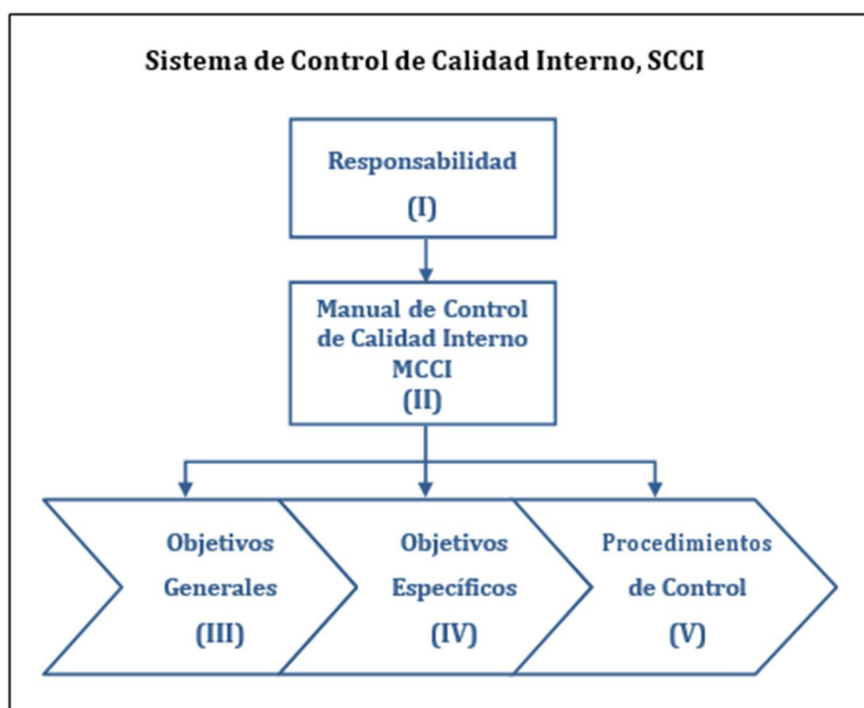 Sistema de Control de Calidad Interno, SCCI
Responsabilidad
(I)
Manual de Control
de Calidad Interno
MCCI
(II)
Objetivos
Generales
(III)
Objetivos
Específicos
(IV)
Procedimientos
de Control
(V)